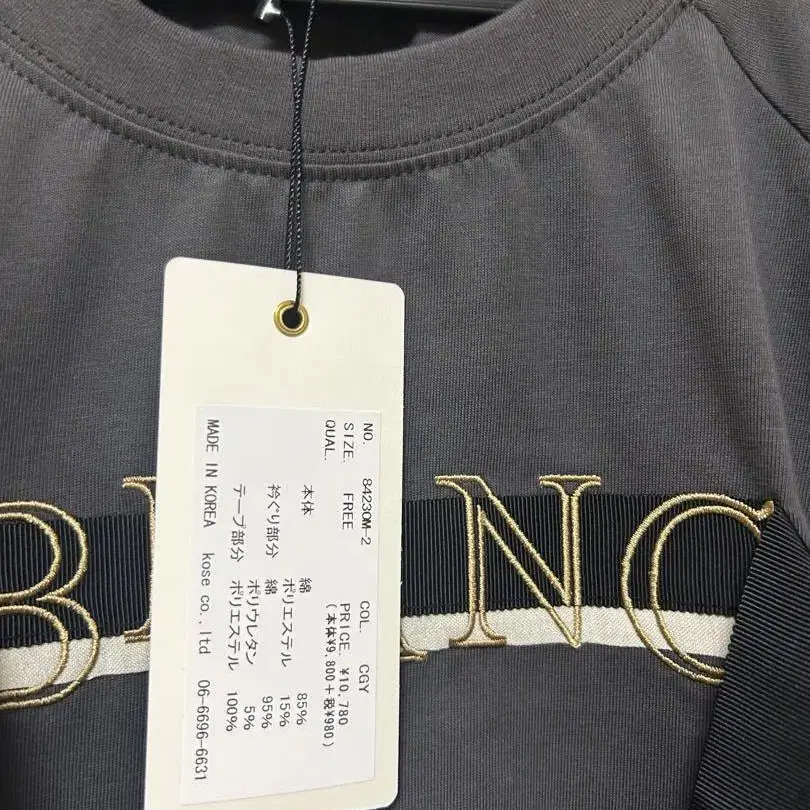 NO. 84230M-2 COL. CGY
SIZE. FREE PRICE. ¥10,780
(本体¥9,800+税¥980)
QUAL.
本体 綿 85%
ポリエステル 15%
衿ぐり部分 綿 95%
ポリウレタン 5%
テープ部分 ポリエステル 100%
MADE IN KOREA kose co.,ltd 06-6696-6631
B NC